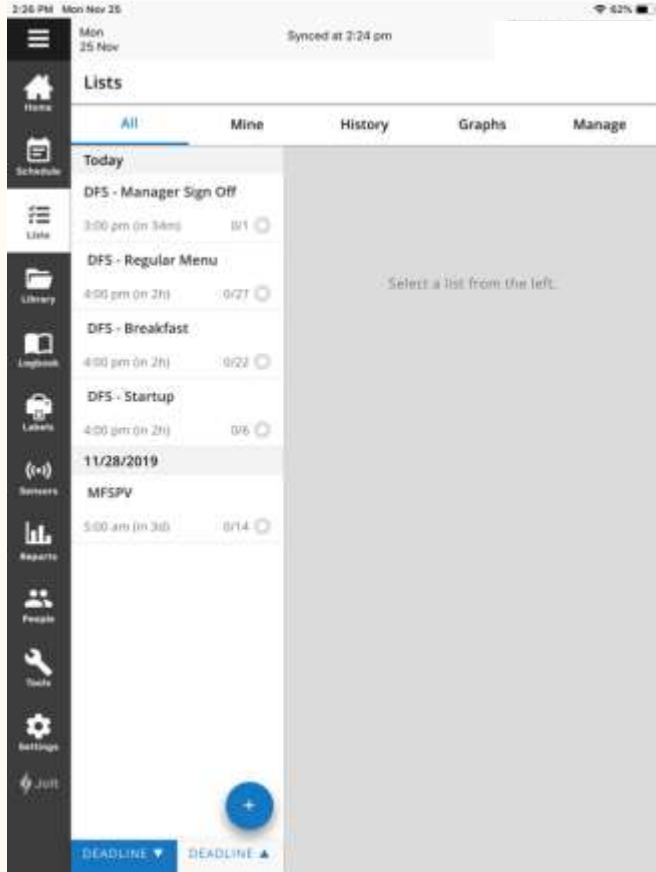 2:26 PM Mon Nov 25
62%
Mon
25 Nov
Synced at 2:24 pm
Lists
All
Mine
History
Graphs
Manage
Today
DFS - Manager Sign Off
3:00 pm (in 34m) 0/1
DFS - Regular Menu
4:00 pm (in 2h) 0/27
DFS - Breakfast
4:00 pm (in 2h) 0/22
DFS - Startup
4:00 pm (in 2h) 0/6
11/28/2019
MFSPV
5:00 am (in 3d) 0/14
DEADLINE ▼
DEADLINE ▲
Select a list from the left.
Home
Schedule
Lists
Library
Logbook
Labels
Sensors
Reports
People
Tools
Settings
Jolt